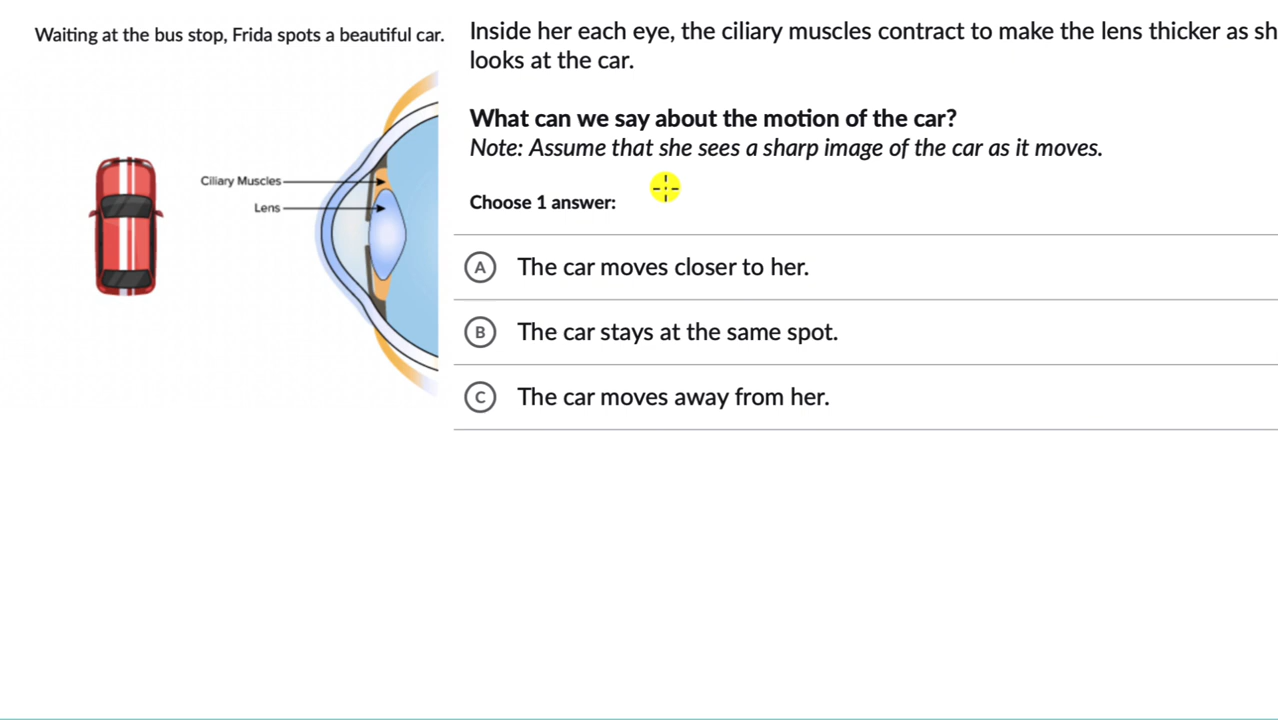 Waiting at the bus stop, Frida spots a beautiful car.
Inside her each eye, the ciliary muscles contract to make the lens thicker as sh
looks at the car.
What can we say about the motion of the car?
Note: Assume that she sees a sharp image of the car as it moves.
Ciliary Muscles
Lens
Choose 1 answer:
A The car moves closer to her.
B The car stays at the same spot.
C The car moves away from her.